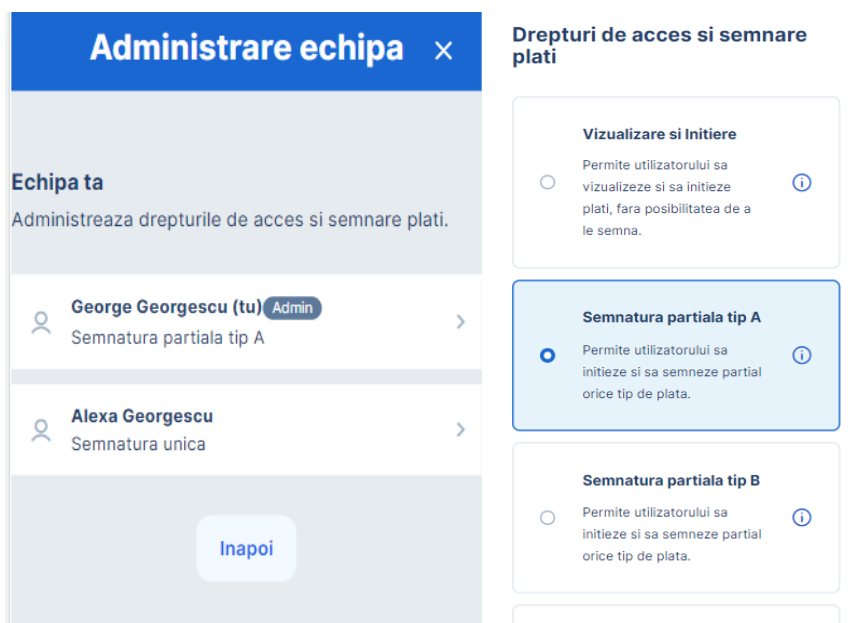 Administrare echipa ×
Echipa ta
Administreaza drepturile de acces si semnare plati.
George Georgescu (tu) Admin
Semnatura partiala tip A
Alexa Georgescu
Semnatura unica
Inapoi
Drepturi de acces si semnare
plati
Vizualizare si Initiere
Permite utilizatorului sa
vizualizeze si sa initieze
plati, fara posibilitatea de a
le semna.
Semnatura partiala tip A
Permite utilizatorului sa
initieze si sa semneze partial
orice tip de plata.
Semnatura partiala tip B
Permite utilizatorului sa
initieze si sa semneze partial
orice tip de plata.